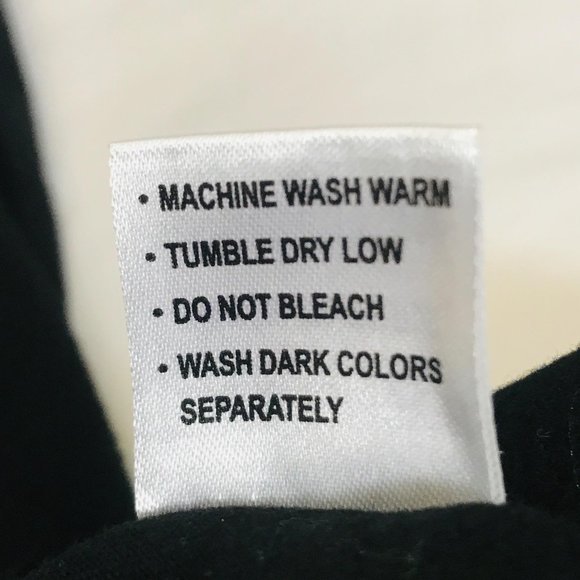 • MACHINE WASH WARM
• TUMBLE DRY LOW
• DO NOT BLEACH
• WASH DARK COLORS
SEPARATELY